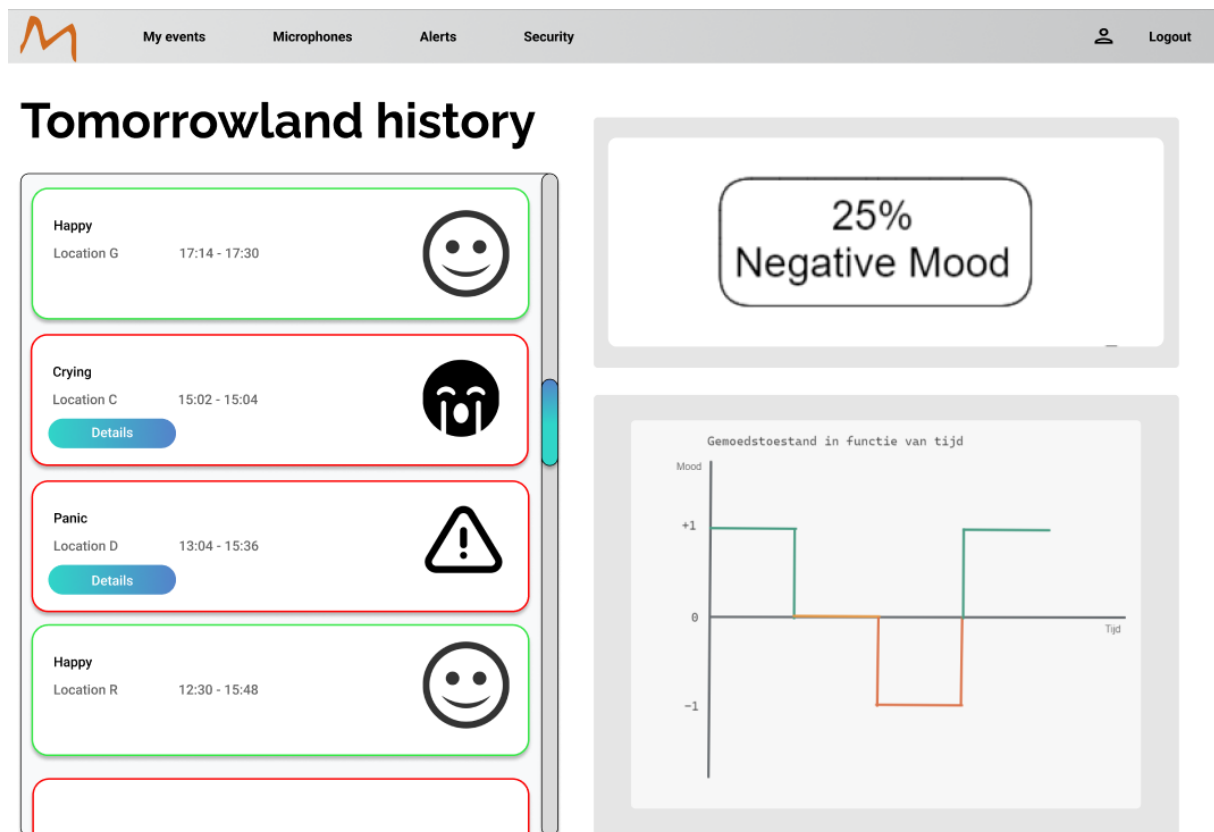 My events
Microphones
Alerts
Security
Logout
Tomorrowland history
Happy
Location G 17:14 - 17:30
Crying
Location C 15:02 - 15:04
Details
Panic
Location D 13:04 - 15:36
Details
Happy
Location R 12:30 - 15:48
25%
Negative Mood
Gemoedstoestand in functie van tijd
Mood
+1
0
Tijd
-1